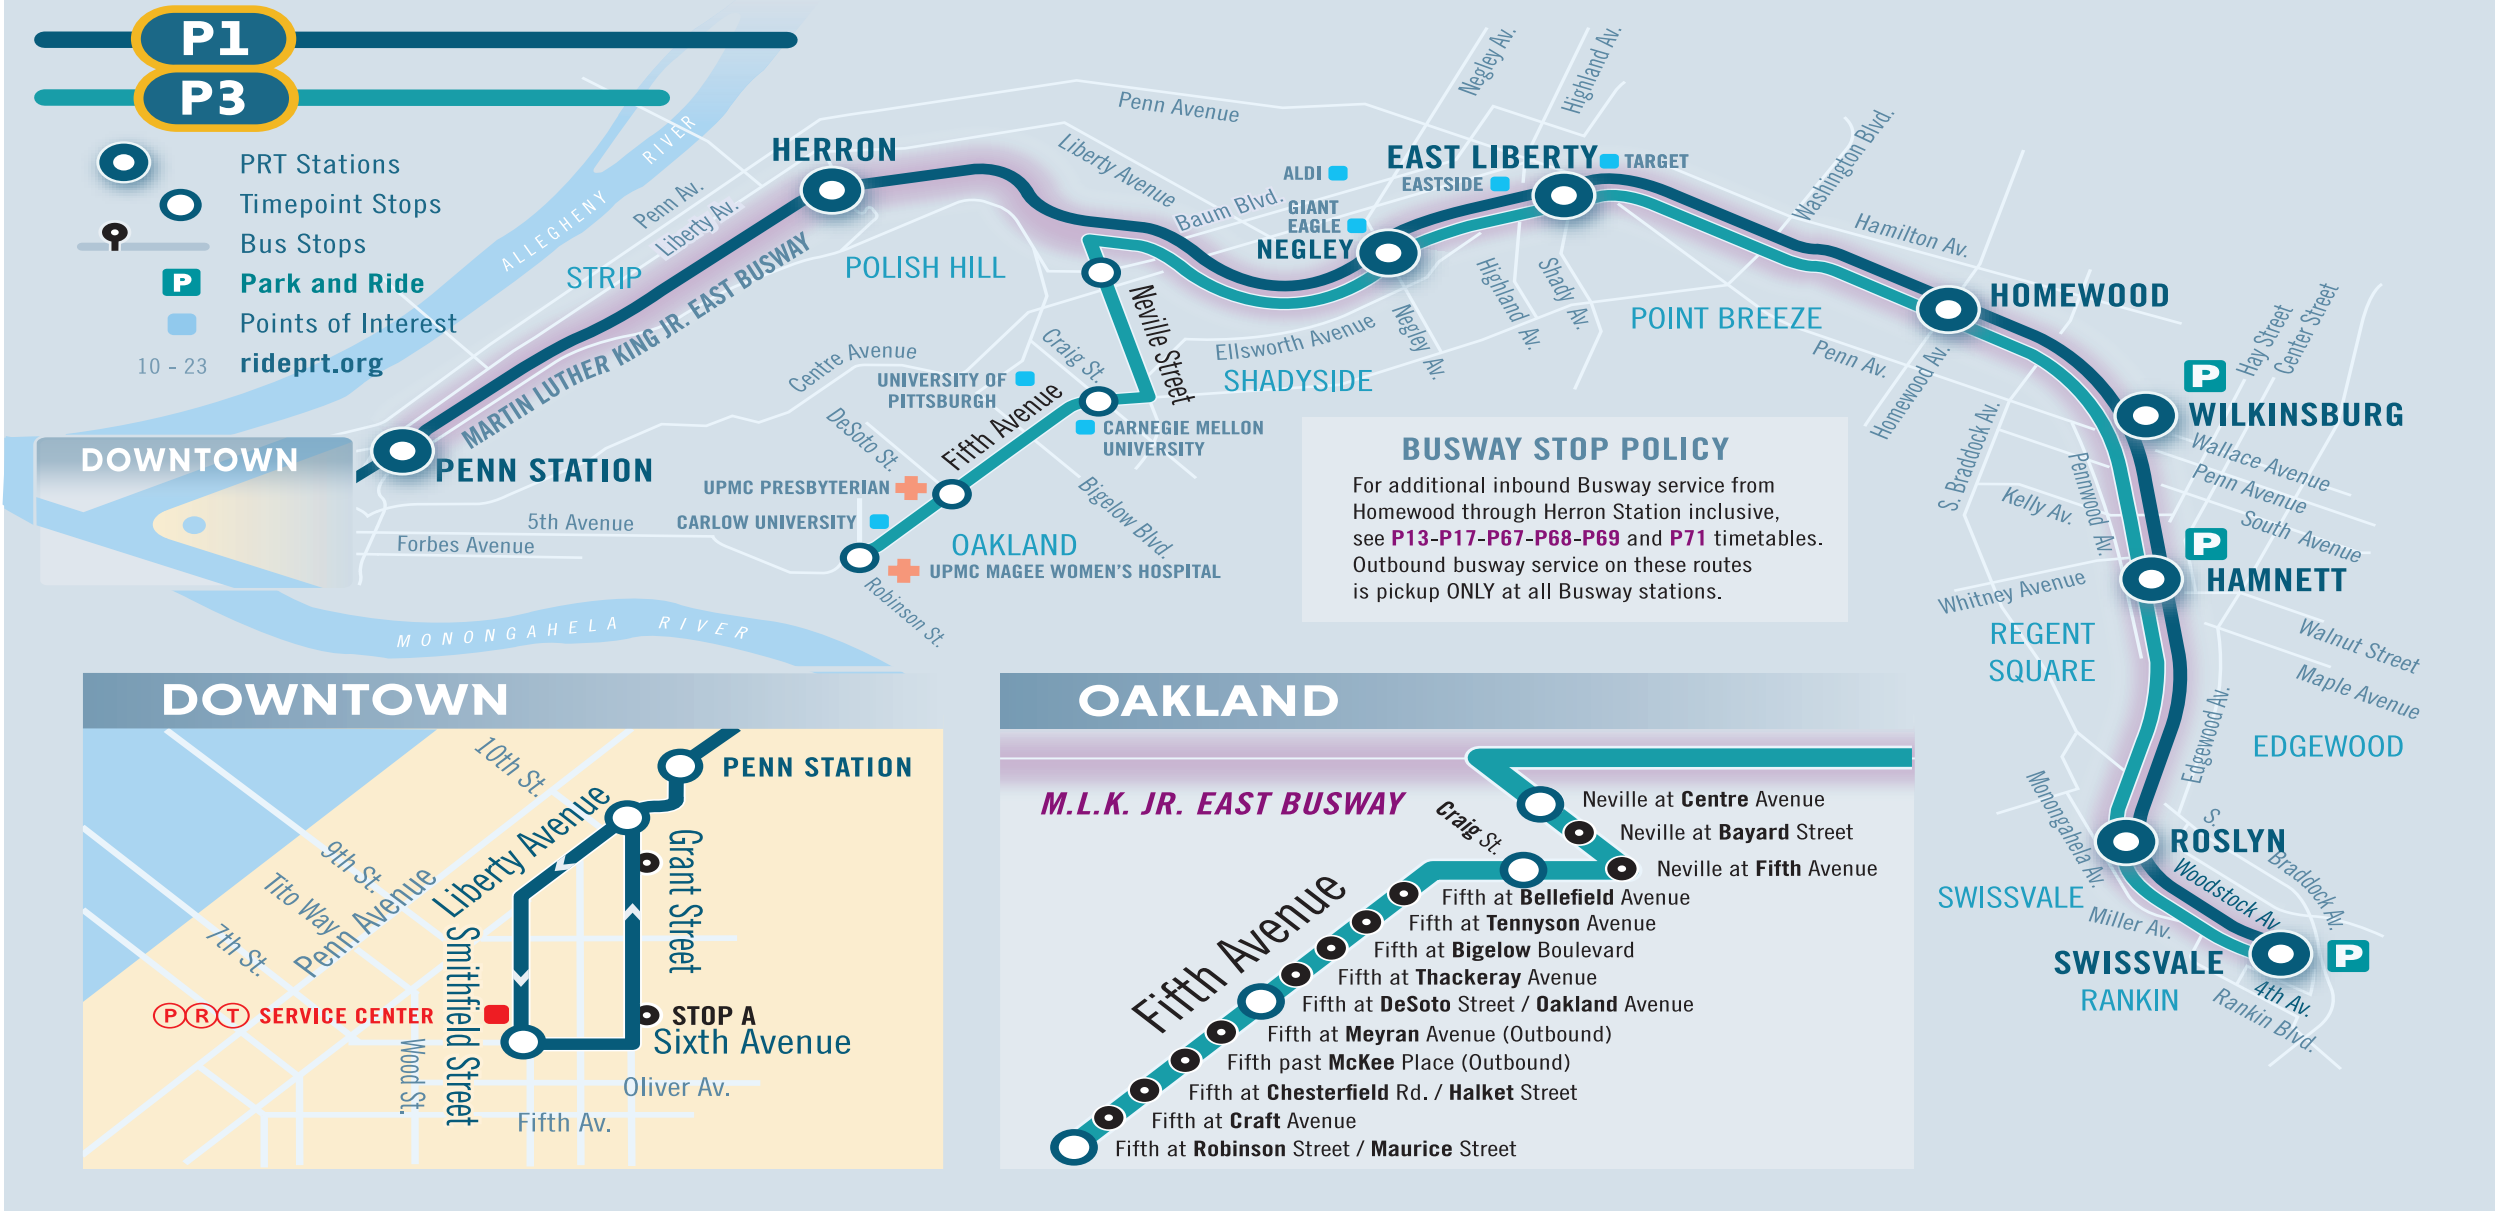 P1
P3
PRT Stations
Timepoint Stops
Bus Stops
P
Park and Ride
Points of Interest
10 - 23
rideprt.org
ALLEGHENY RIVER
Penn Av.
Liberty Av.
STRIP
MARTIN LUTHER KING JR. EAST BUSWAY
HERRON
POLISH HILL
Penn Avenue
Liberty Avenue
Baum Blvd.
ALDI
GIANT
EAGLE
NEGLEY
EAST LIBERTY
EASTSIDE
TARGET
Negley Av.
Highland Av.
Washington Blvd.
Hamilton Av.
HOMEWOOD
Highland Av.
Shady Av.
Negley Av.
POINT BREEZE
Penn Av.
Homewood Av.
Hay Street
Center Street
P
WILKINSBURG
Wallace Avenue
Penn Avenue
South Avenue
S. Braddock Av.
Kelly Av.
Pennwood Av.
P
HAMNETT
Whitney Avenue
REGENT
SQUARE
Walnut Street
Maple Avenue
Edgewood Av.
EDGEWOOD
Monongahela Av.
ROSLYN
S. Braddock Av.
Woodstock Av
SWISSVALE
Miller Av.
SWISSVALE
RANKIN
P
4th Av.
Rankin Blvd.
Neville Street
Ellsworth Avenue
SHADYSIDE
Craig St.
Centre Avenue
UNIVERSITY OF
PITTSBURGH
Fifth Avenue
CARNEGIE MELLON
UNIVERSITY
DeSoto St.
UPMC PRESBYTERIAN
CARLOW UNIVERSITY
Bigelow Blvd.
OAKLAND
UPMC MAGEE WOMEN'S HOSPITAL
Robinson St.
DOWNTOWN
PENN STATION
5th Avenue
Forbes Avenue
MONONGAHELA RIVER
BUSWAY STOP POLICY
For additional inbound Busway service from
Homewood through Herron Station inclusive,
see P13-P17-P67-P68-P69 and P71 timetables.
Outbound busway service on these routes
is pickup ONLY at all Busway stations.
DOWNTOWN
10th St.
PENN STATION
Liberty Avenue
9th St.
Tito Way
Penn Avenue
7th St.
Grant Street
Smithfield Street
PRT SERVICE CENTER
STOP A
Sixth Avenue
Wood St.
Oliver Av.
Fifth Av.
OAKLAND
M.L.K. JR. EAST BUSWAY
Craig St.
Fifth Avenue
Neville at Centre Avenue
Neville at Bayard Street
Neville at Fifth Avenue
Fifth at Bellefield Avenue
Fifth at Tennyson Avenue
Fifth at Bigelow Boulevard
Fifth at Thackeray Avenue
Fifth at DeSoto Street / Oakland Avenue
Fifth at Meyran Avenue (Outbound)
Fifth past McKee Place (Outbound)
Fifth at Chesterfield Rd. / Halket Street
Fifth at Craft Avenue
Fifth at Robinson Street / Maurice Street